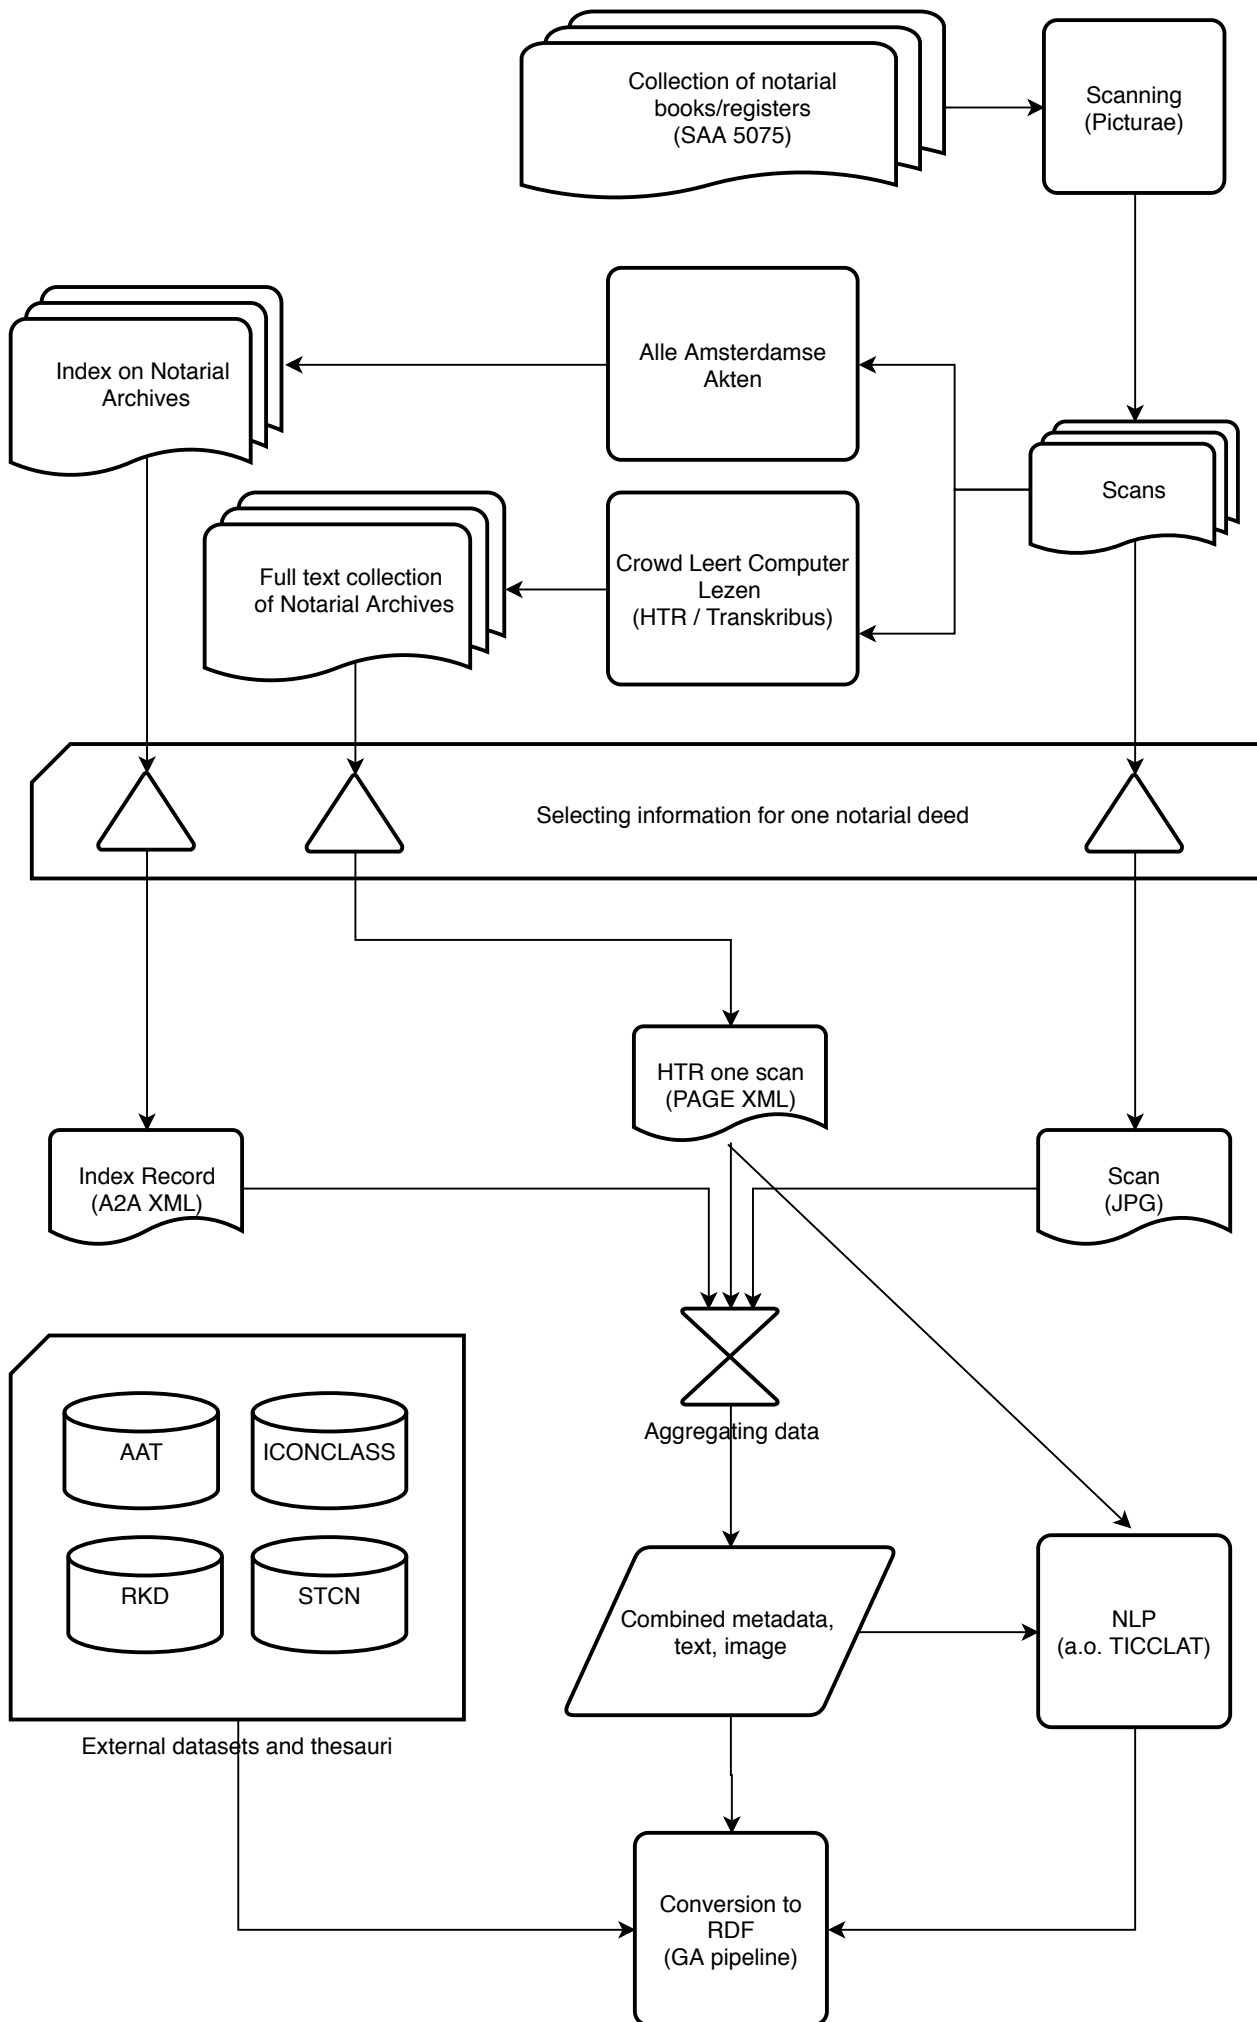 Collection of notarial
books/registers
(SAA 5075)
Scanning
(Picturae)
Alle Amsterdamse
Akten
Index on Notarial
Archives
Scans
Crowd Leert Computer
Lezen
(HTR / Transkribus)
Full text collection
of Notarial Archives
Selecting information for one notarial deed
HTR one scan
(PAGE XML)
Index Record
(A2A XML)
Scan
(JPG)
Aggregating data
AAT
ICONCLASS
RKD
STCN
Combined metadata,
text, image
NLP
(a.o. TICCLAT)
External datasets and thesauri
Conversion to
RDF
(GA pipeline)